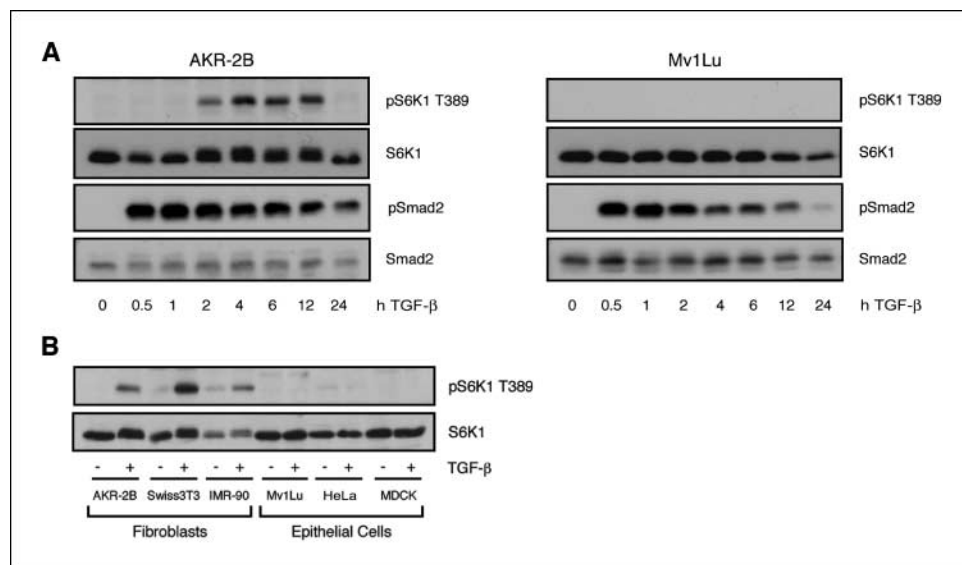 A
AKR-2B
pS6K1 T389
S6K1
pSmad2
Smad2
0 0.5 1 2 4 6 12 24 h TGF-β
Mv1Lu
pS6K1 T389
S6K1
pSmad2
Smad2
0 0.5 1 2 4 6 12 24 h TGF-β
B
pS6K1 T389
S6K1
- + - + - + - + - + - + TGF-β
AKR-2B Swiss3T3 IMR-90 Mv1Lu HeLa MDCK
Fibroblasts Epithelial Cells